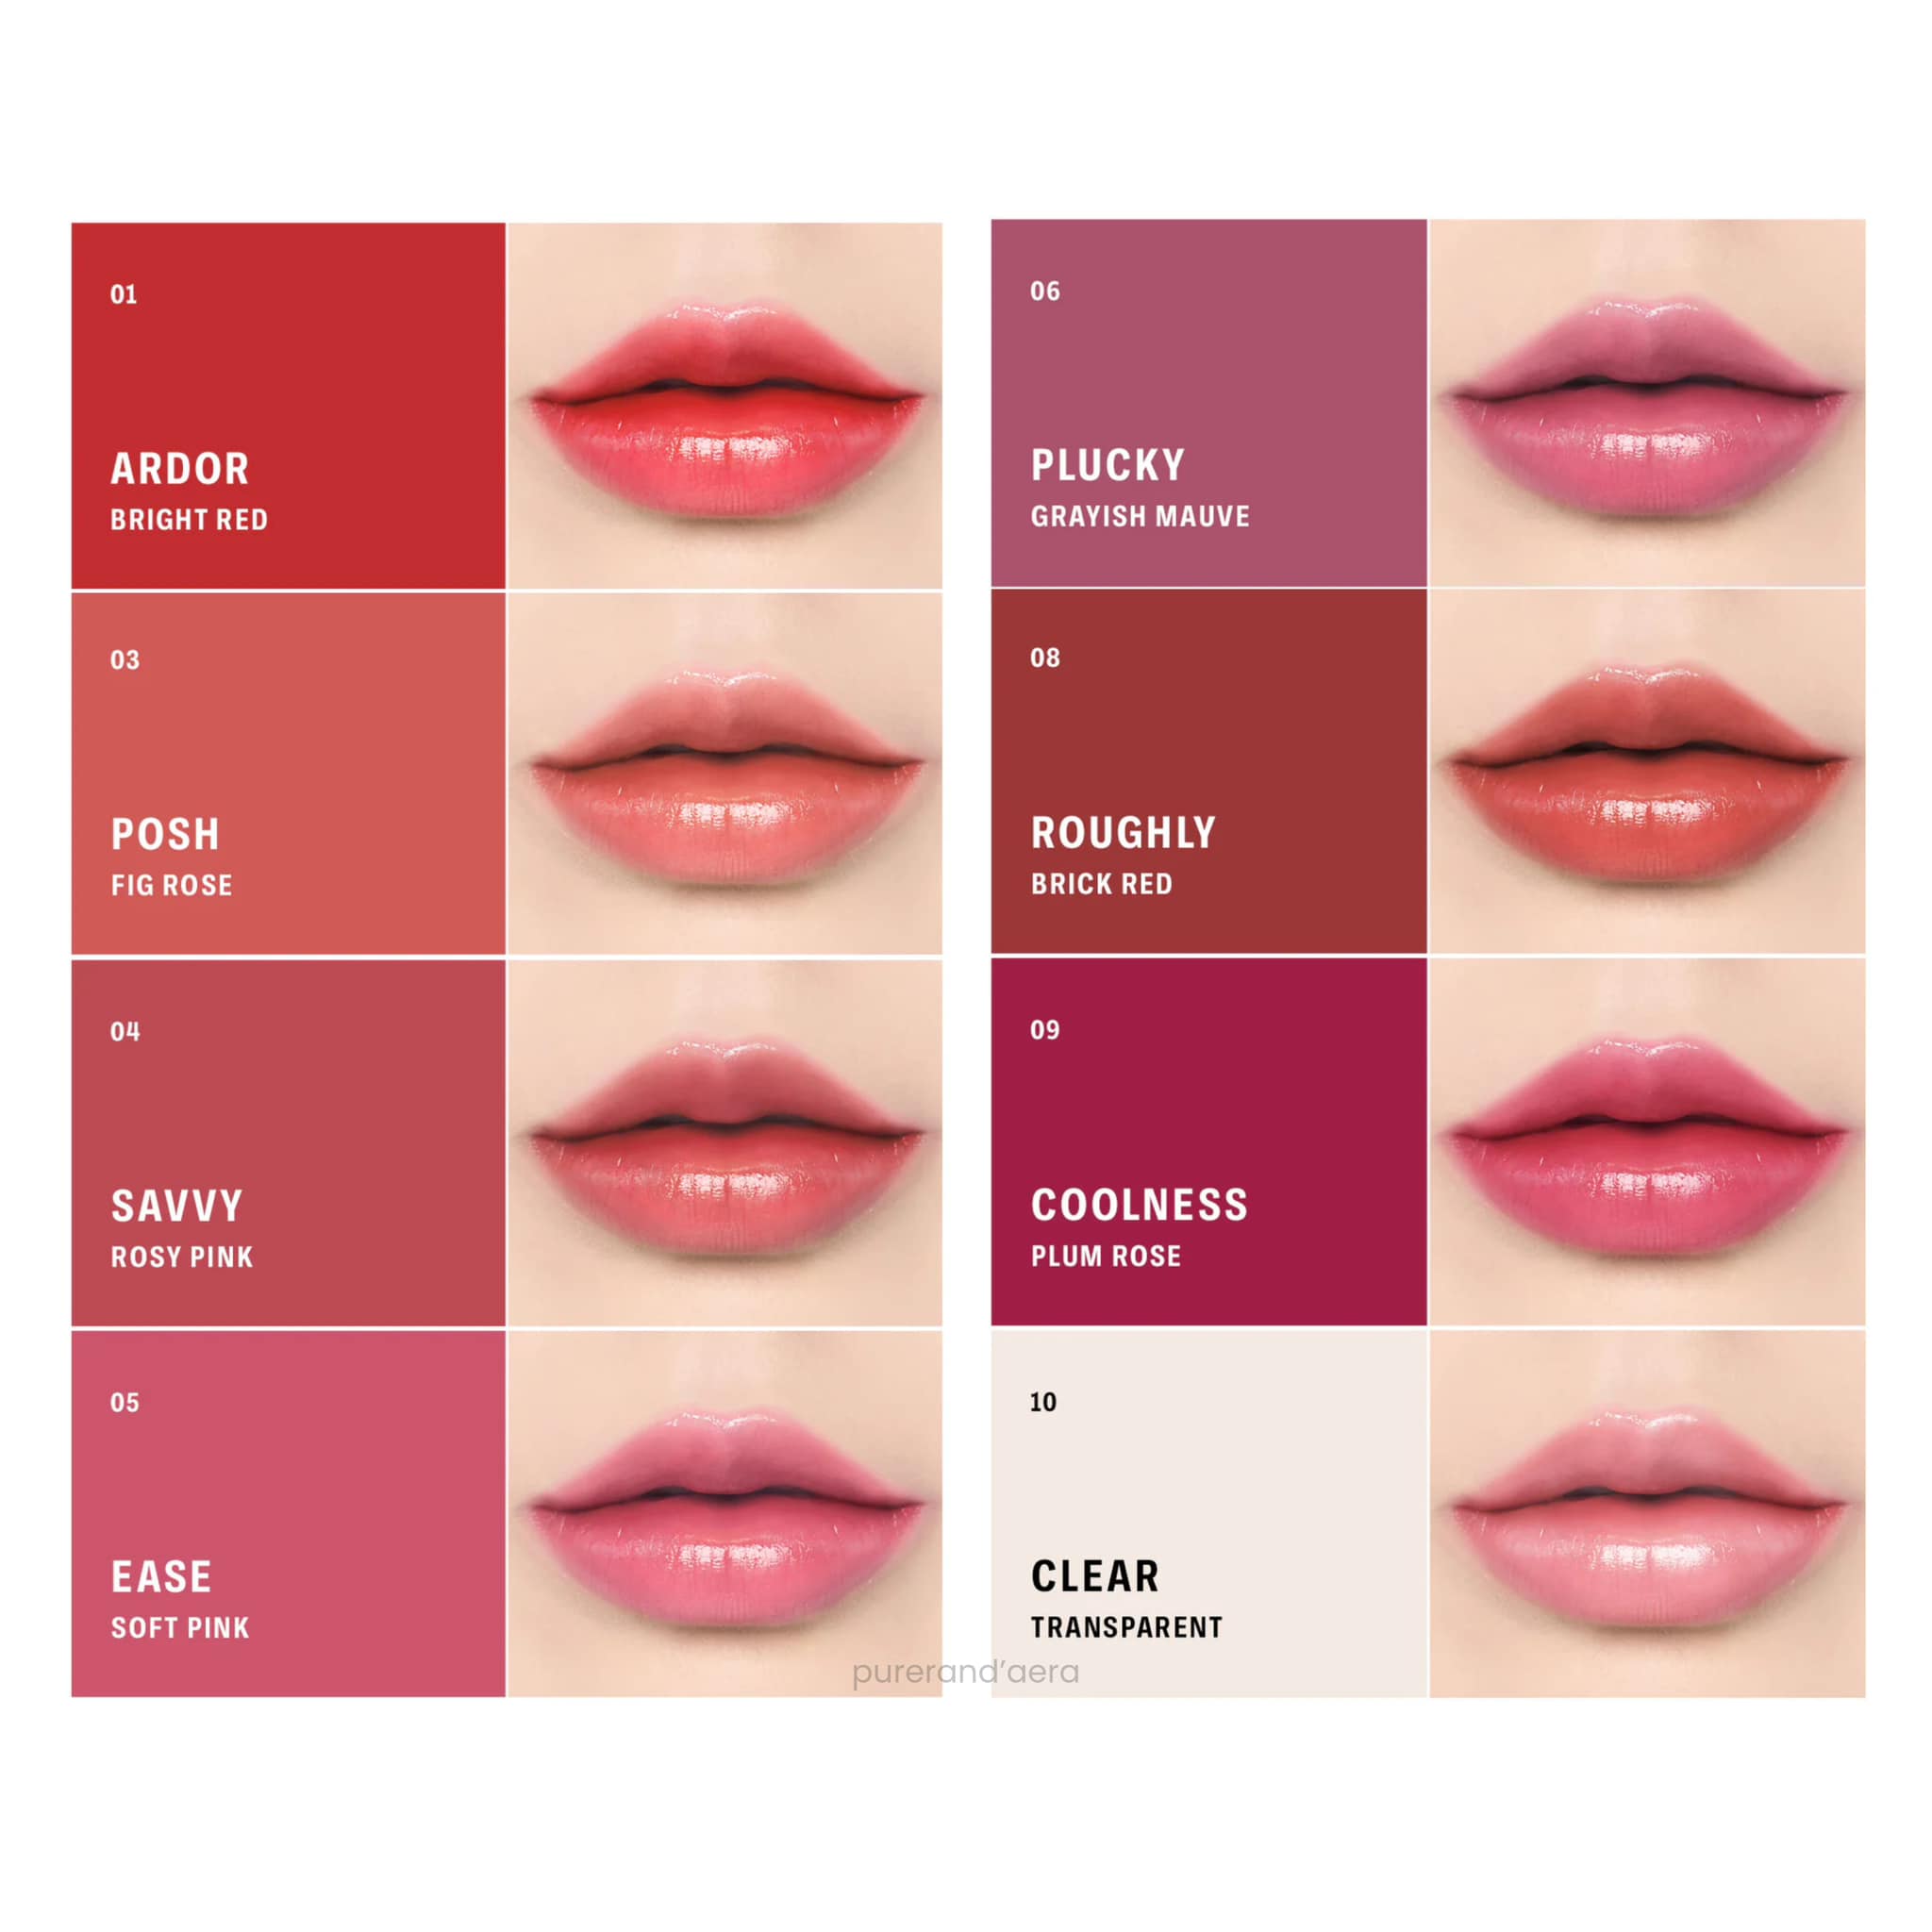 01
ARDOR
BRIGHT RED
03
POSH
FIG ROSE
04
SAVVY
ROSY PINK
05
EASE
SOFT PINK
06
PLUCKY
GRAYISH MAUVE
08
ROUGHLY
BRICK RED
09
COOLNESS
PLUM ROSE
10
CLEAR
TRANSPARENT
purerand'aera